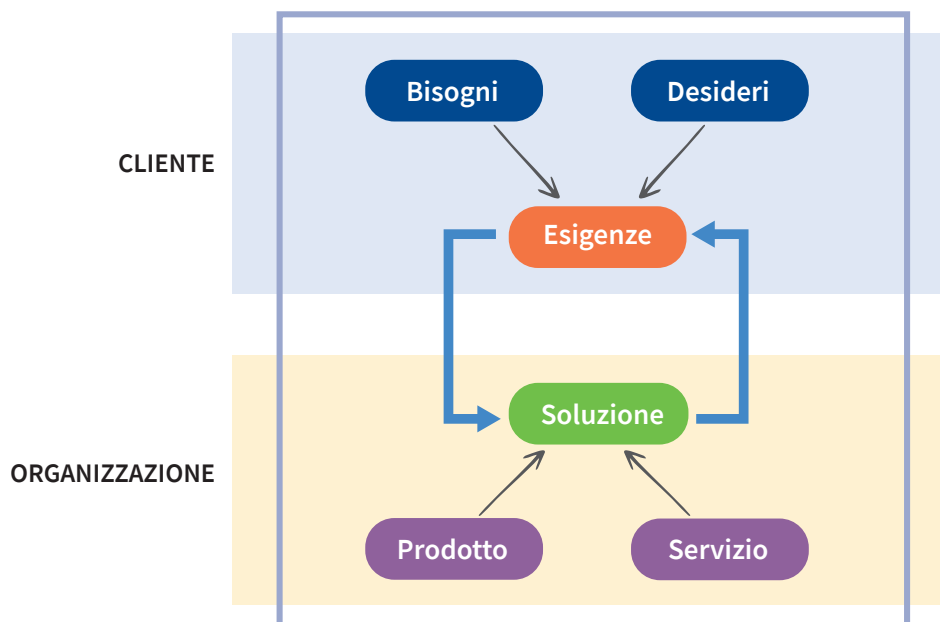 Bisogni
Desideri
CLIENTE
Esigenze
Soluzione
ORGANIZZAZIONE
Prodotto
Servizio